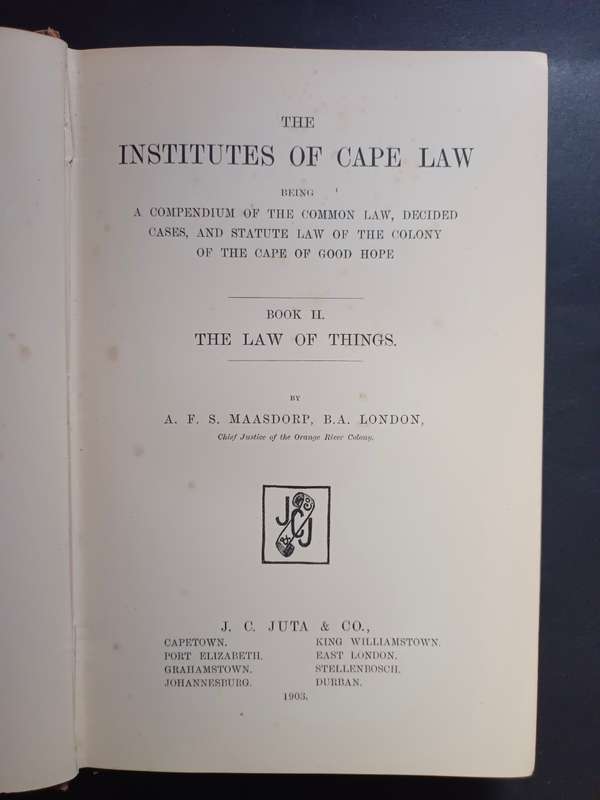 THE
INSTITUTES OF CAPE LAW
BEING
A COMPENDIUM OF THE COMMON LAW, DECIDED
CASES, AND STATUTE LAW OF THE COLONY
OF THE CAPE OF GOOD HOPE
BOOK II.
THE LAW OF THINGS.
BY
A. F. S. MAASDORP, B.A. LONDON,
Chief Justice of the Orange River Colony.
J C J
J. C. JUTA & CO.,
CAPETOWN. KING WILLIAMSTOWN.
PORT ELIZABETH. EAST LONDON.
GRAHAMSTOWN. STELLENBOSCH.
JOHANNESBURG. DURBAN.
1903.